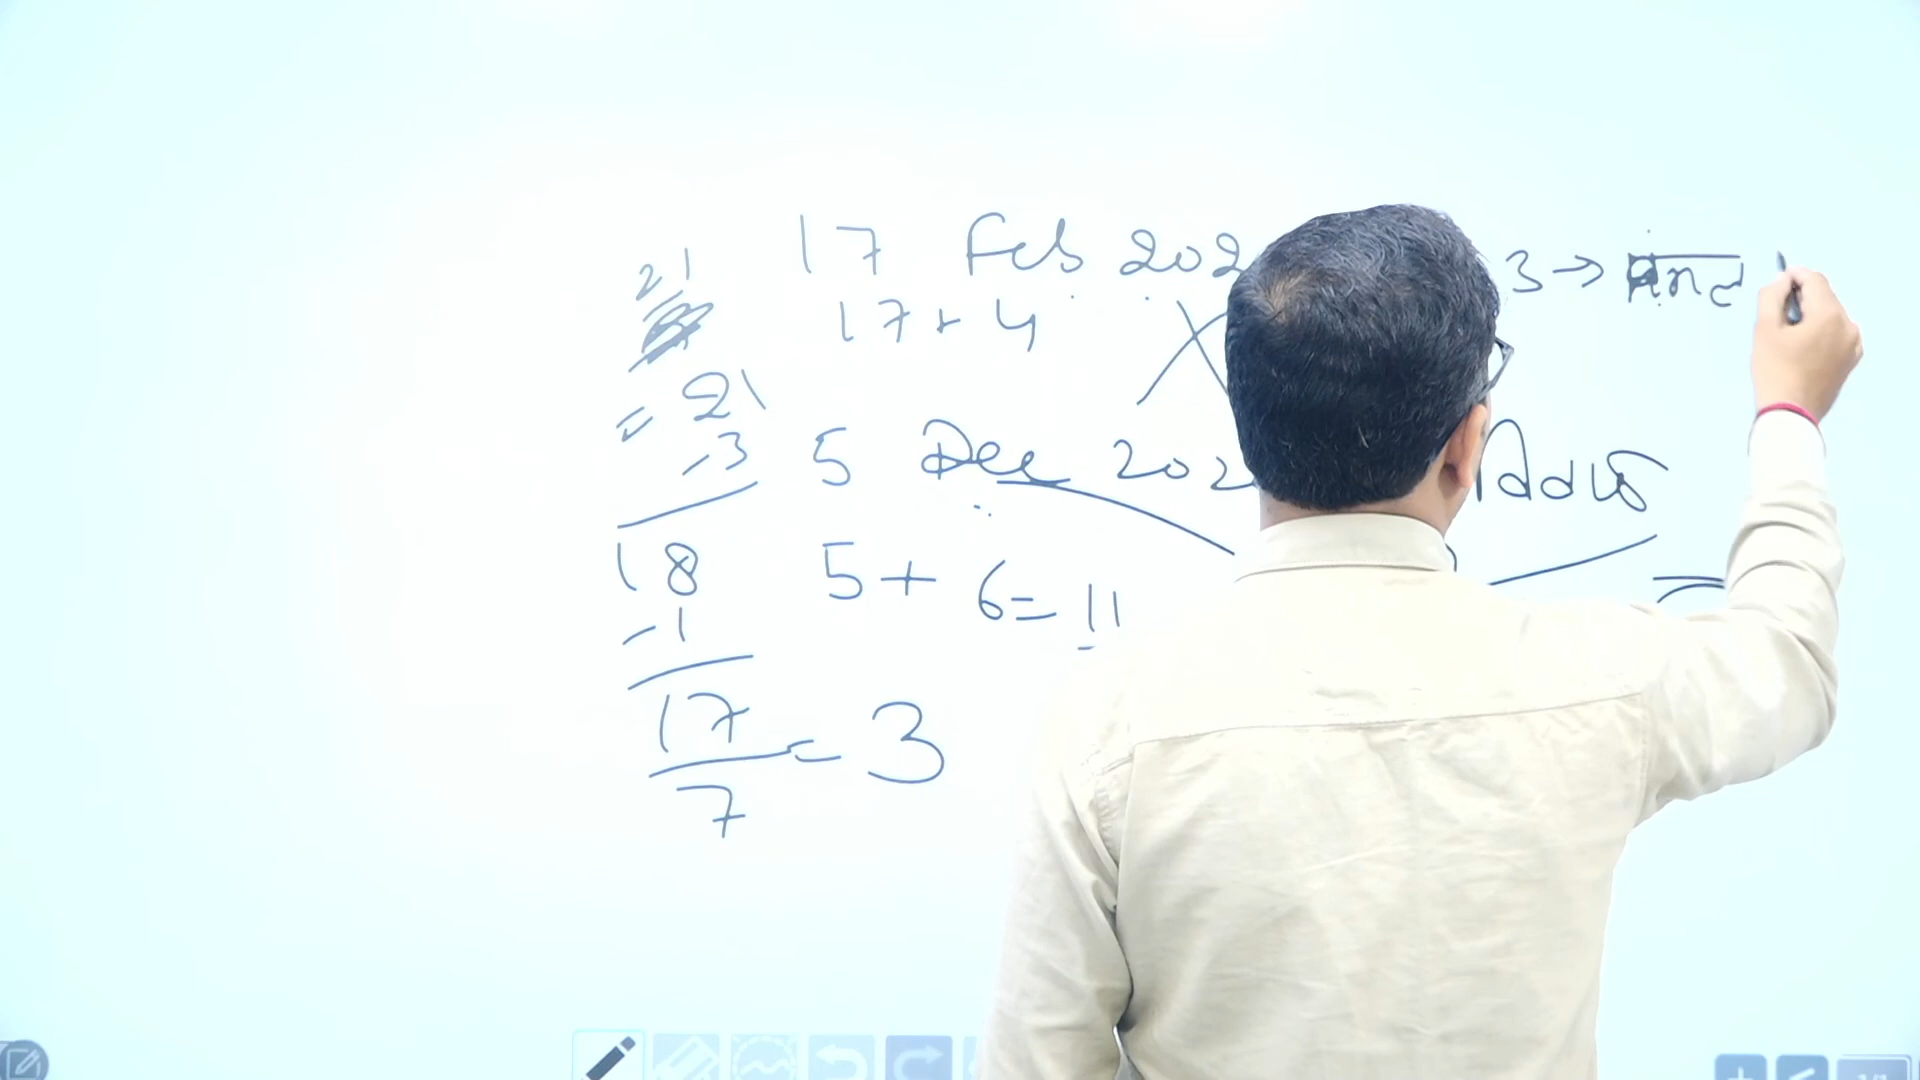 17 Feb 202
3 →
21
17 + 4
= 21
-3
5 Dec 202
18
5 + 6 = 11
-1
17
= 3
7